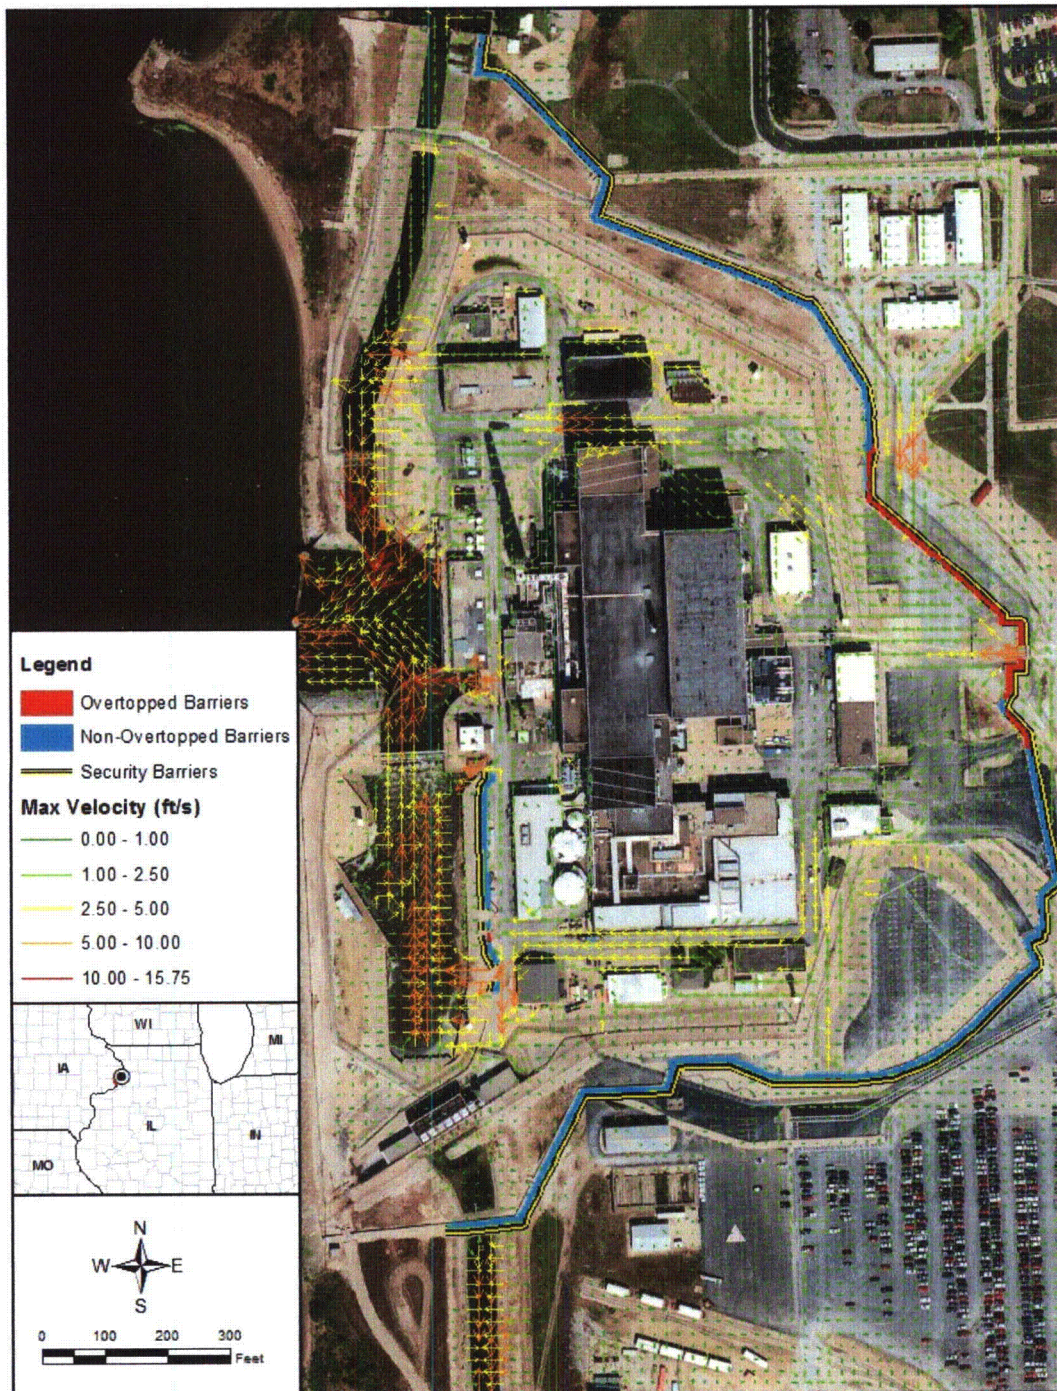 Legend
Overtopped Barriers
Non-Overtopped Barriers
Security Barriers
Max Velocity (ft/s)
0.00 - 1.00
1.00 - 2.50
2.50 - 5.00
5.00 - 10.00
10.00 - 15.75
WI
MI
IA
IL
IN
MO
N
W E
S
0 100 200 300
Feet